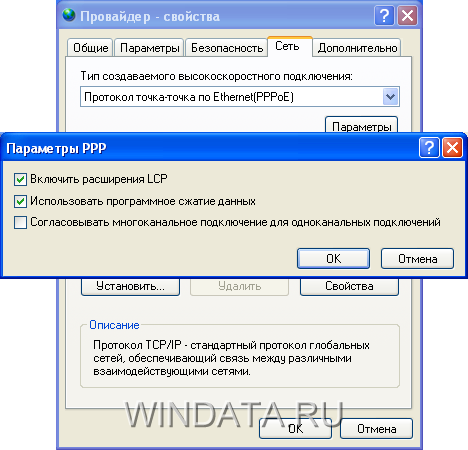 Провайдер - свойства
Общие
Параметры
Безопасность
Сеть
Дополнительно
Тип создаваемого высокоскоростного подключения:
Протокол точка-точка по Ethernet(PPPoE)
Параметры
Параметры PPP
Включить расширения LCP
Использовать программное сжатие данных
Согласовывать многоканальное подключение для одноканальных подключений
OK
Отмена
Установить...
Удалить
Свойства
Описание
Протокол TCP/IP - стандартный протокол глобальных
сетей, обеспечивающий связь между различными
взаимодействующими сетями.
WINDATA.RU
OK
Отмена